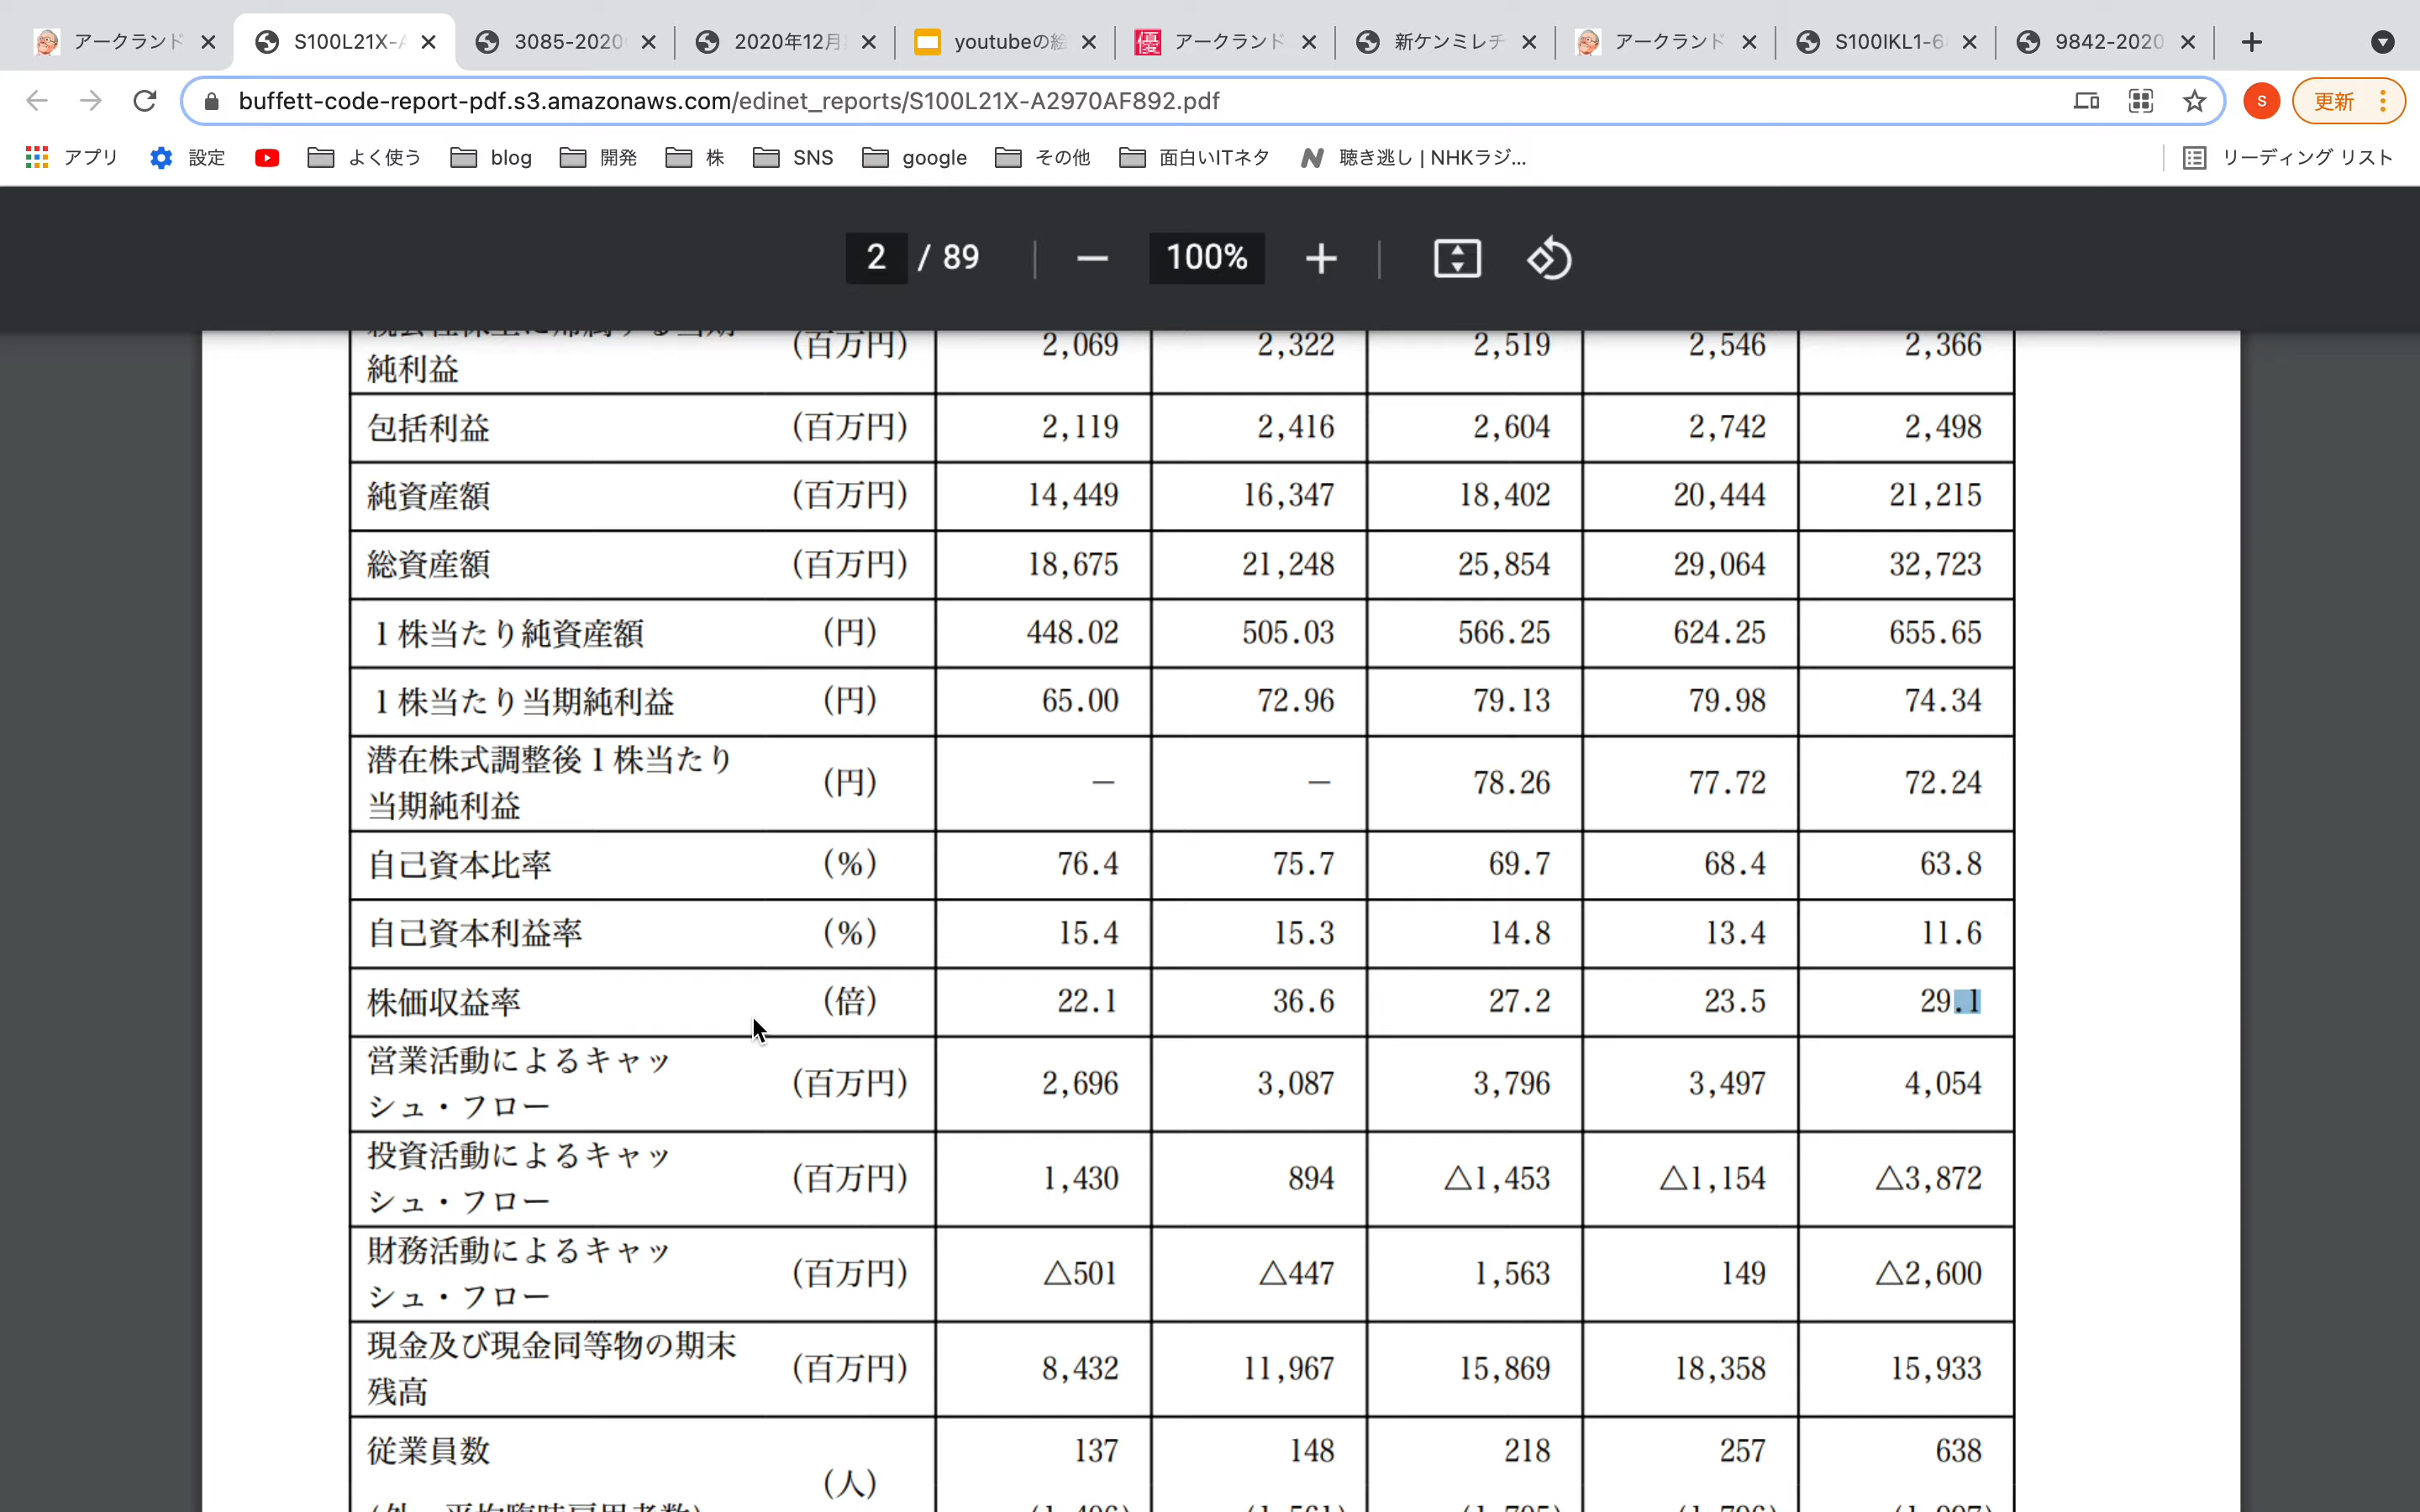 アークランド S100L21X-A 3085-2020 2020年12月 youtubeの絵 アークランド 新ケンミレチ アークランド S100IKL1-6 9842-2020
buffett-code-report-pdf.s3.amazonaws.com/edinet_reports/S100L21X-A2970AF892.pdf S 更新
アプリ 設定 よく使う blog 開発 株 SNS google その他 面白いITネタ 聴き逃し | NHKラジ... リーディング リスト
2 / 89 100%
(百万円) 2,069 2,322 2,519 2,546 2,366
純利益
包括利益 (百万円) 2,119 2,416 2,604 2,742 2,498
純資産額 (百万円) 14,449 16,347 18,402 20,444 21,215
総資産額 (百万円) 18,675 21,248 25,854 29,064 32,723
1株当たり純資産額 (円) 448.02 505.03 566.25 624.25 655.65
1株当たり当期純利益 (円) 65.00 72.96 79.13 79.98 74.34
潜在株式調整後1株当たり
当期純利益 (円) － － 78.26 77.72 72.24
自己資本比率 (%) 76.4 75.7 69.7 68.4 63.8
自己資本利益率 (%) 15.4 15.3 14.8 13.4 11.6
株価収益率 (倍) 22.1 36.6 27.2 23.5 29.1
営業活動によるキャッ
シュ・フロー (百万円) 2,696 3,087 3,796 3,497 4,054
投資活動によるキャッ
シュ・フロー (百万円) 1,430 894 △1,453 △1,154 △3,872
財務活動によるキャッ
シュ・フロー (百万円) △501 △447 1,563 149 △2,600
現金及び現金同等物の期末
残高 (百万円) 8,432 11,967 15,869 18,358 15,933
従業員数 137 148 218 257 638
(人)